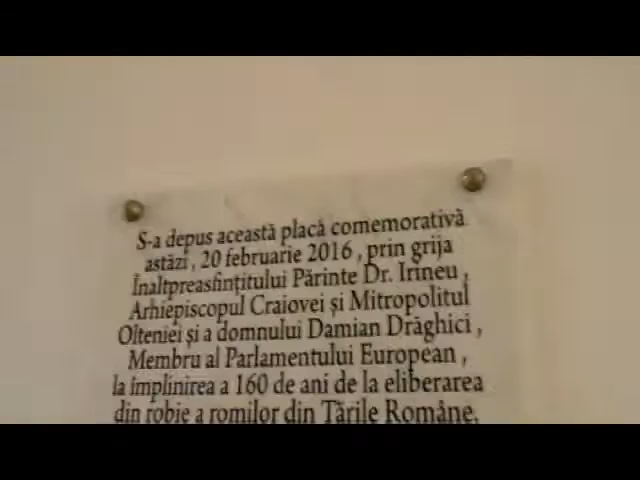 S-a depus această placă comemorativă
astăzi , 20 februarie 2016 , prin grija
Înaltpreasfințitului Părinte Dr. Irineu ,
Arhiepiscopul Craiovei și Mitropolitul
Olteniei și a domnului Damian Drăghici ,
Membru al Parlamentului European ,
la împlinirea a 160 de ani de la eliberarea
din robie a romilor din Țările Române.